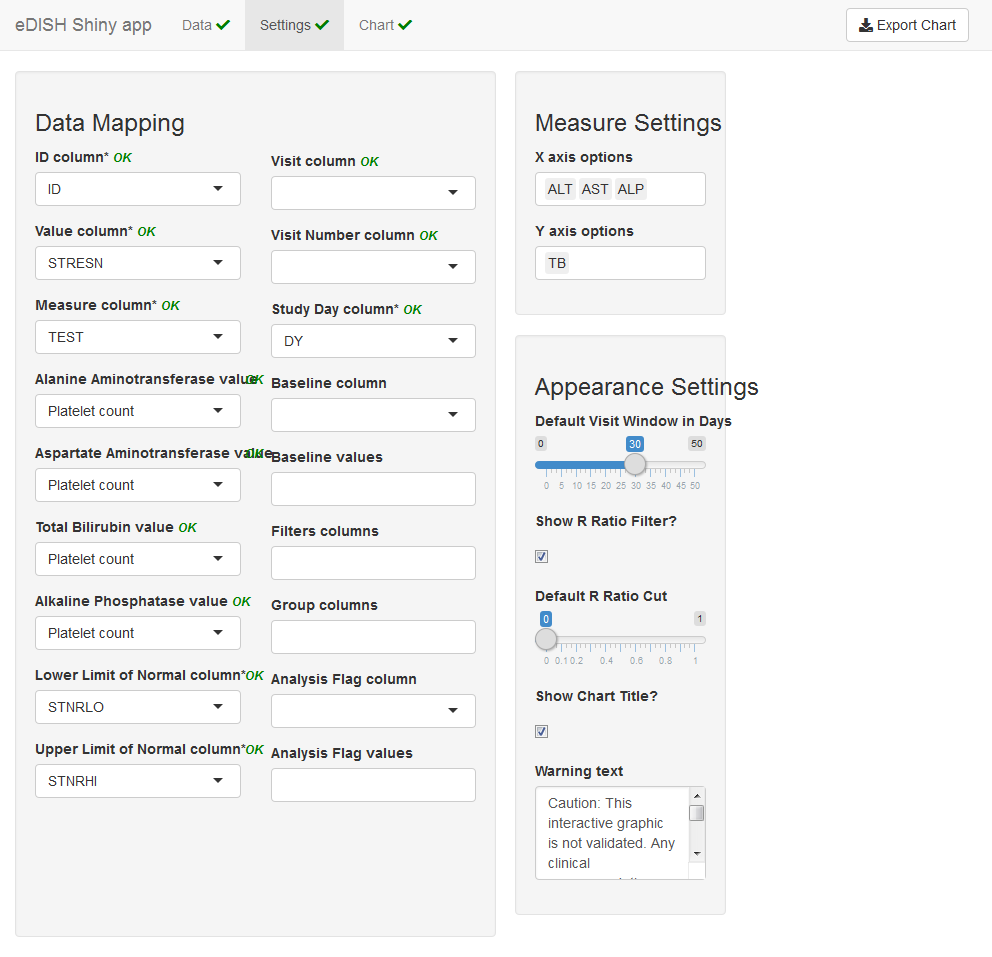 eDISH Shiny app
Data
Settings
Chart
Export Chart
Data Mapping
ID column* OK
ID
Value column* OK
STRESN
Measure column* OK
TEST
Alanine Aminotransferase value OK
Platelet count
Aspartate Aminotransferase value OK
Platelet count
Total Bilirubin value OK
Platelet count
Alkaline Phosphatase value OK
Platelet count
Lower Limit of Normal column*OK
STNRLO
Upper Limit of Normal column*OK
STNRHI
Visit column OK
Visit Number column OK
Study Day column* OK
DY
Baseline column
Baseline values
Filters columns
Group columns
Analysis Flag column
Analysis Flag values
Measure Settings
X axis options
ALT AST ALP
Y axis options
TB
Appearance Settings
Default Visit Window in Days
0 30 50
0 5 10 15 20 25 30 35 40 45 50
Show R Ratio Filter?
Default R Ratio Cut
0 1
0 0.1 0.2 0.4 0.6 0.8 1
Show Chart Title?
Warning text
Caution: This
interactive graphic
is not validated. Any
clinical